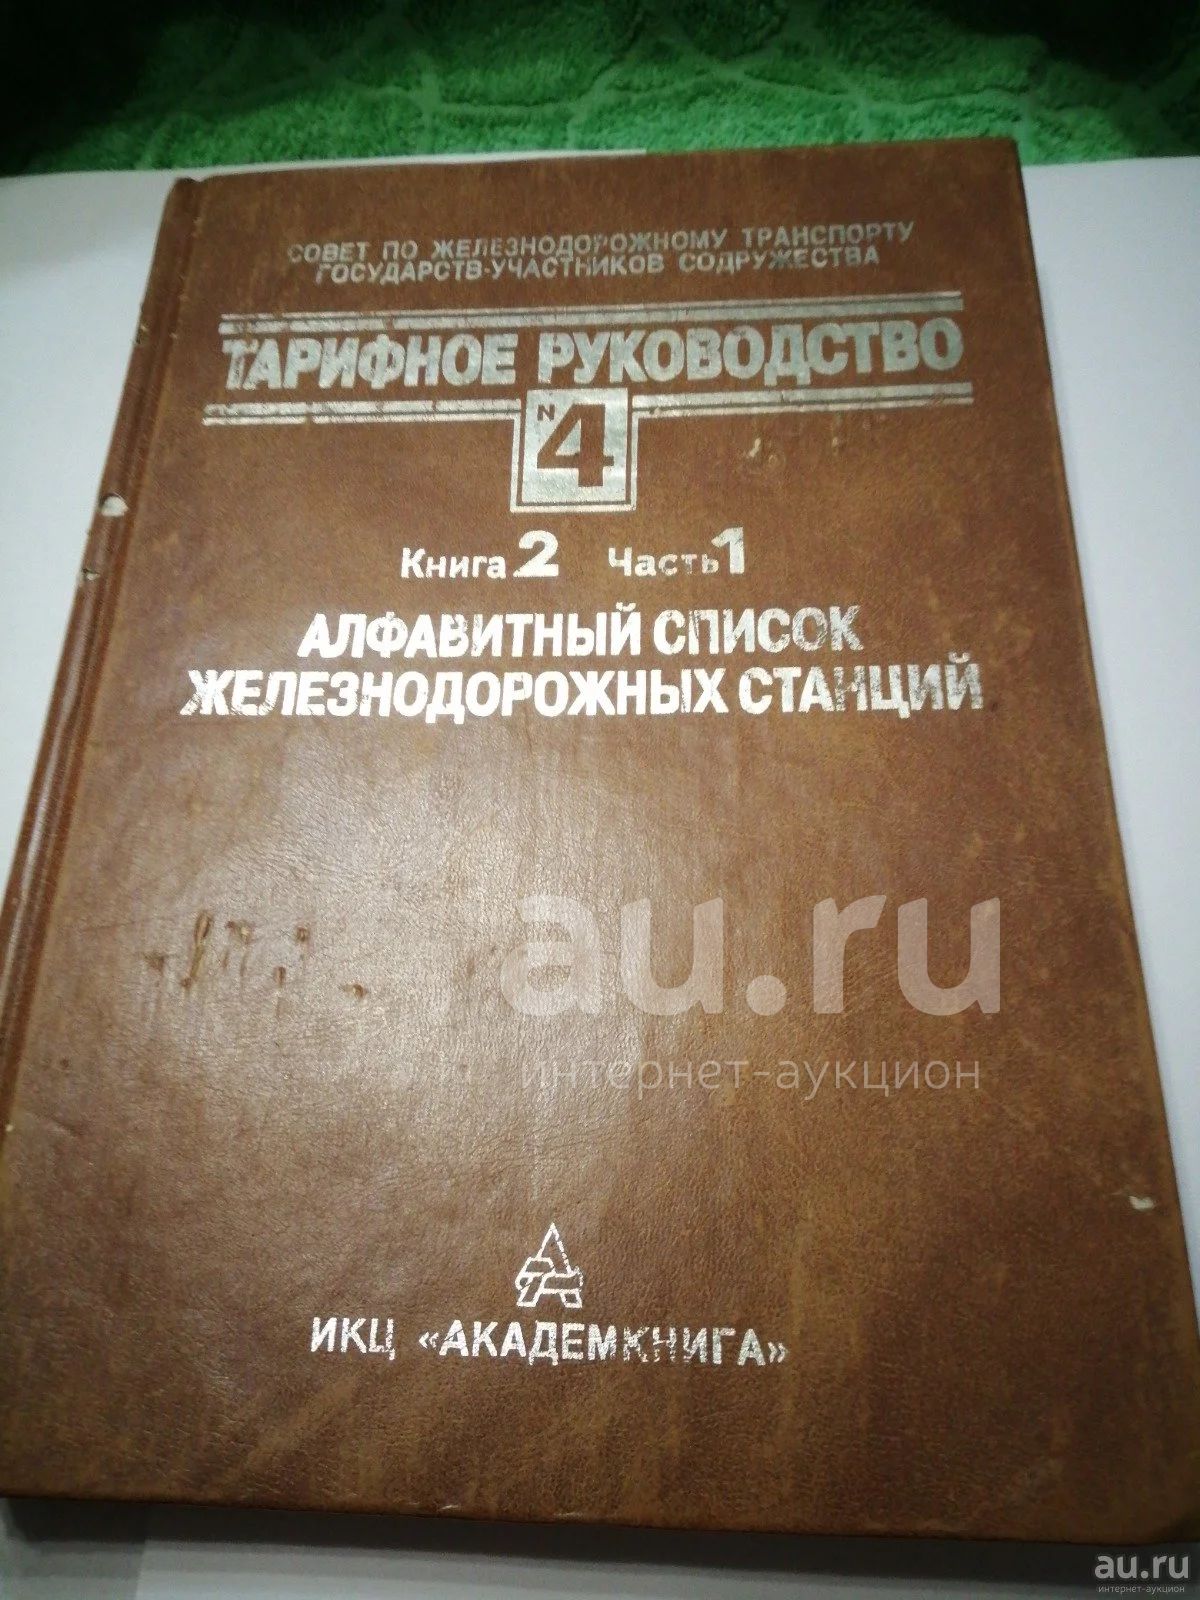 СОВЕТ ПО ЖЕЛЕЗНОДОРОЖНОМУ ТРАНСПОРТУ
ГОСУДАРСТВ-УЧАСТНИКОВ СОДРУЖЕСТВА
ТАРИФНОЕ РУКОВОДСТВО
N 4
Книга 2 Часть 1
АЛФАВИТНЫЙ СПИСОК
ЖЕЛЕЗНОДОРОЖНЫХ СТАНЦИЙ
au.ru
интернет-аукцион
ИКЦ «АКАДЕМКНИГА»
au.ru
интернет-аукцион